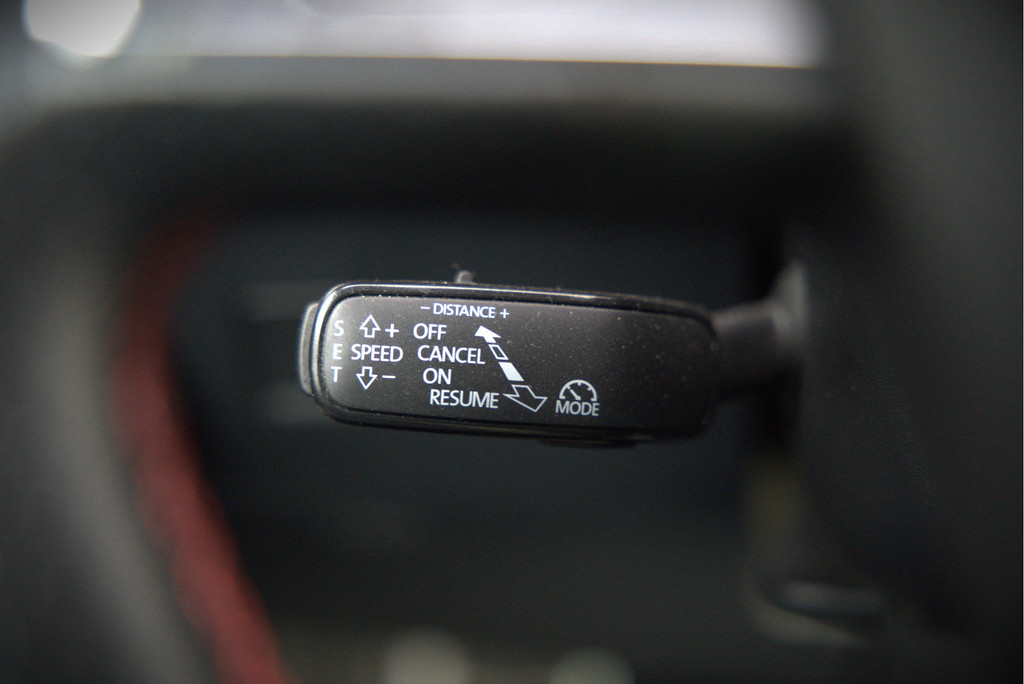 – DISTANCE +
S + OFF
E SPEED CANCEL
T – ON
RESUME
MODE